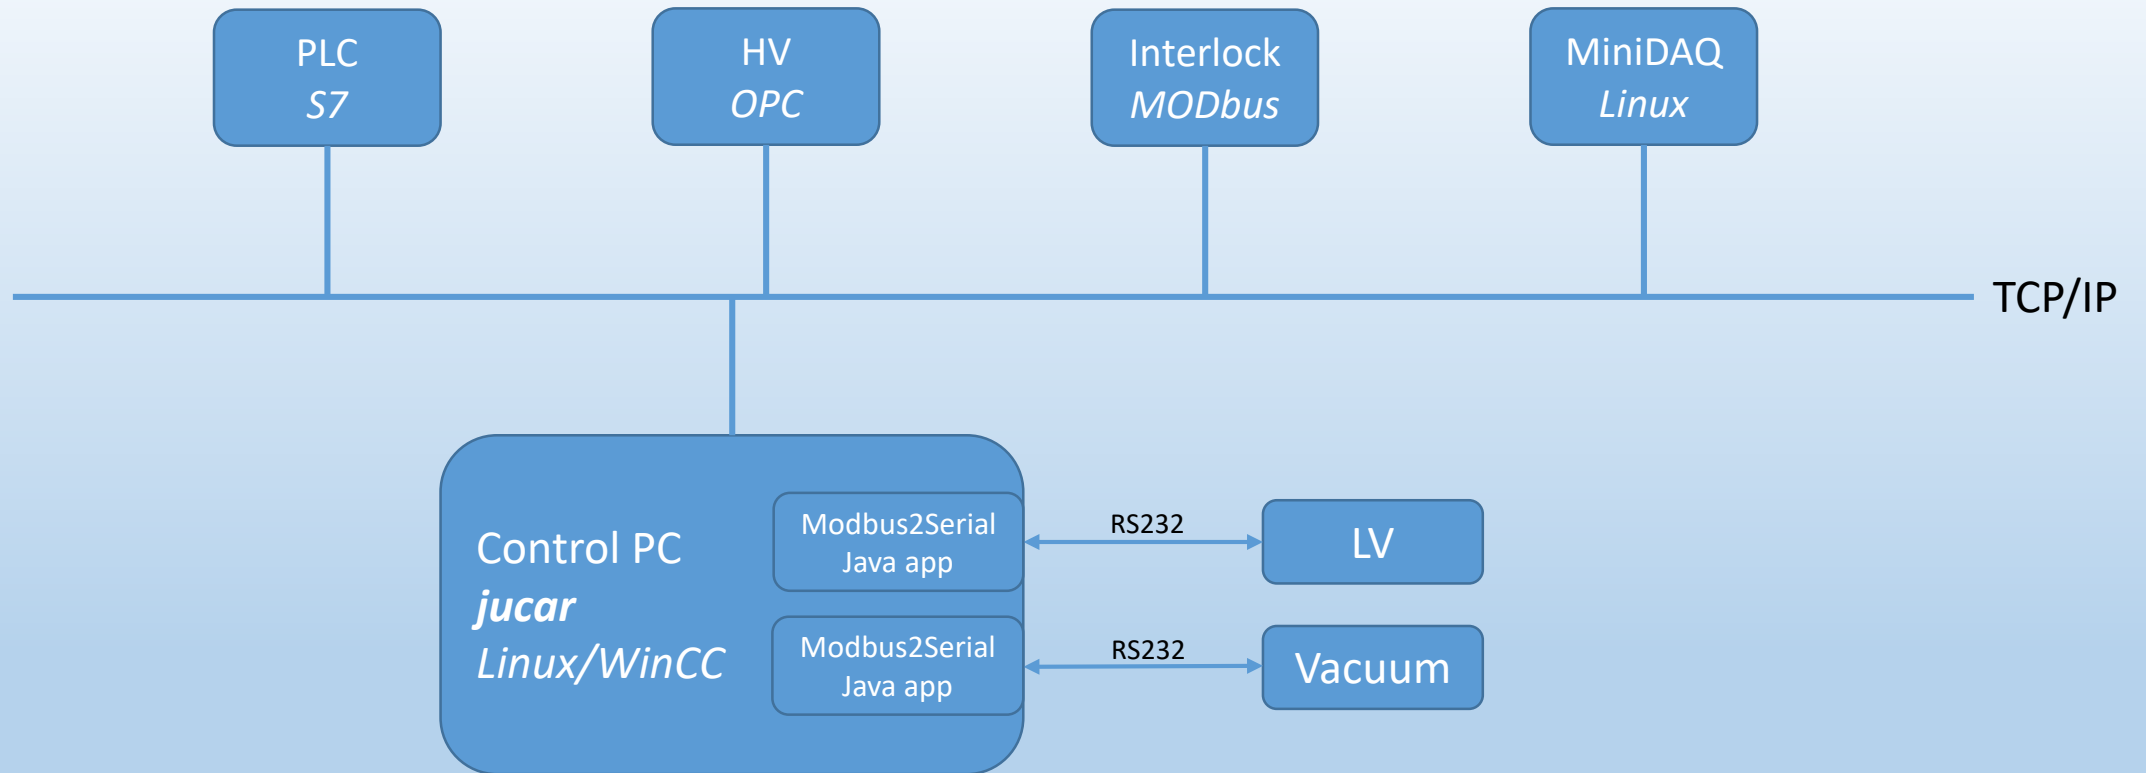 PLC
S7
HV
OPC
Interlock
MODbus
MiniDAQ
Linux
TCP/IP
Control PC
jucar
Linux/WinCC
Modbus2Serial
Java app
RS232
LV
Modbus2Serial
Java app
RS232
Vacuum